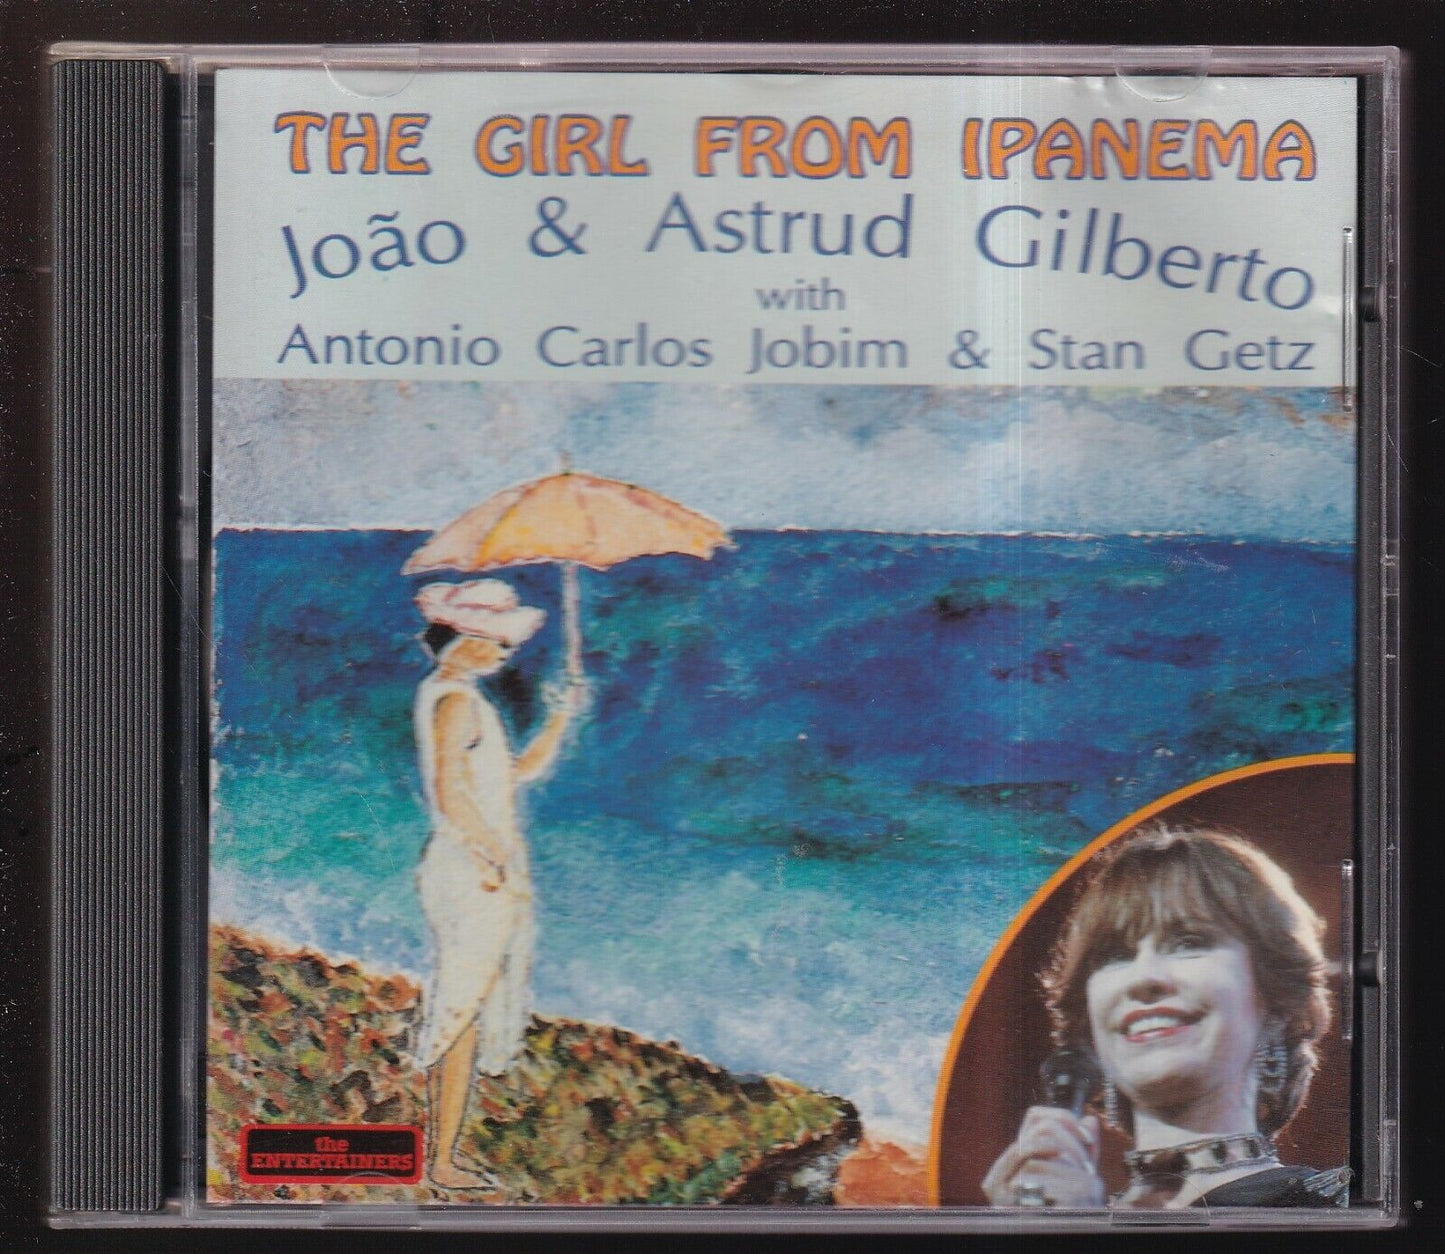 THE GIRL FROM IPANEMA
João & Astrud Gilberto
with
Antonio Carlos Jobim & Stan Getz
the
ENTERTAINERS